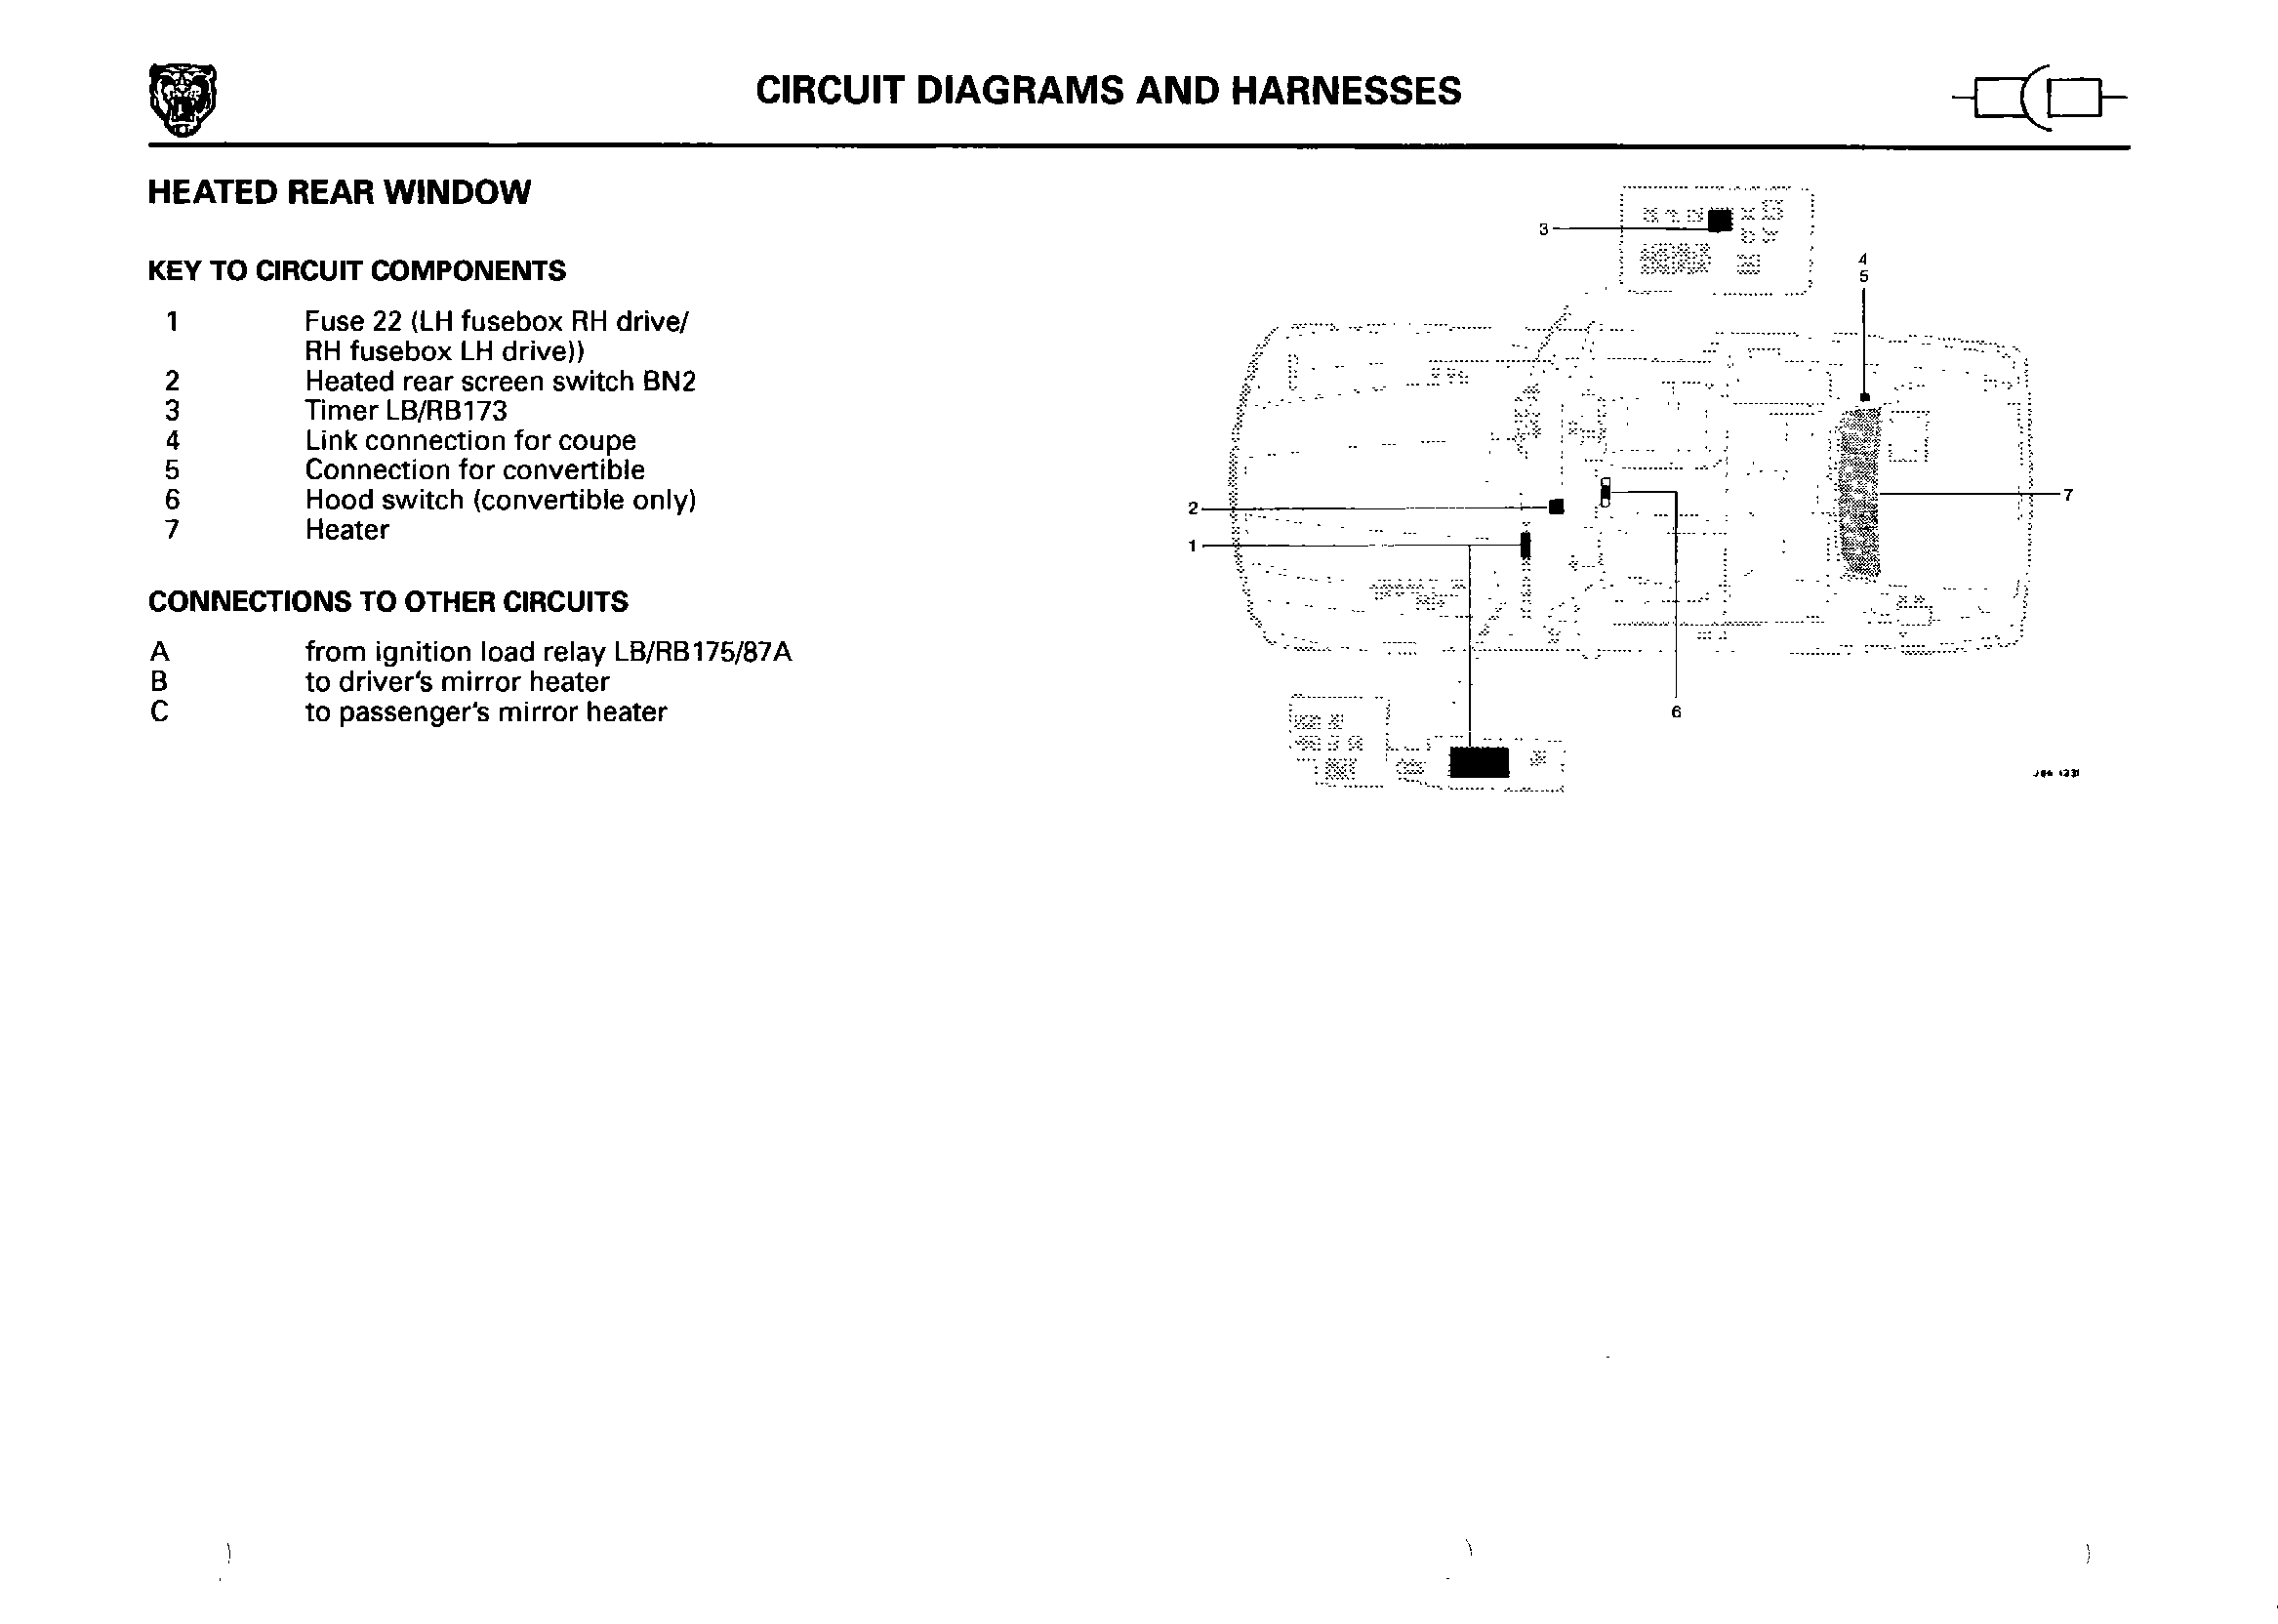 CIRCUIT DIAGRAMS AND HARNESSES
HEATED REAR WINDOW
KEY TO CIRCUIT COMPONENTS
1 Fuse 22 (LH fusebox RH drive/
RH fusebox LH drive))
2 Heated rear screen switch BN2
3 Timer LB/RB173
4 Link connection for coupe
5 Connection for convertible
6 Hood switch (convertible only)
7 Heater
CONNECTIONS TO OTHER CIRCUITS
A from ignition load relay LB/RB175/87A
B to driver's mirror heater
C to passenger's mirror heater
3
4
5
2
7
1
6